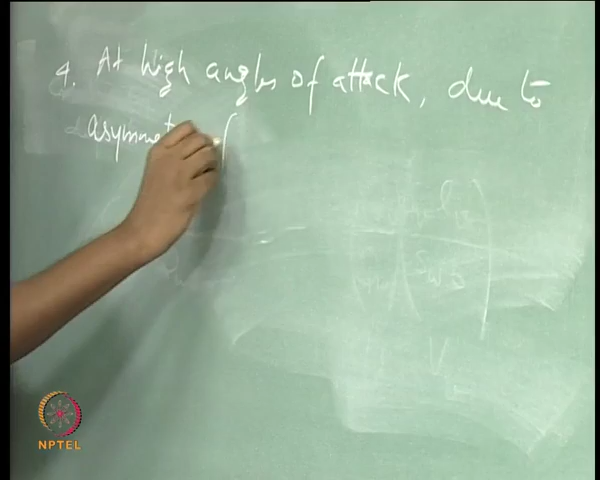 4. At high angles of attack, due to
asymmet
NPTEL